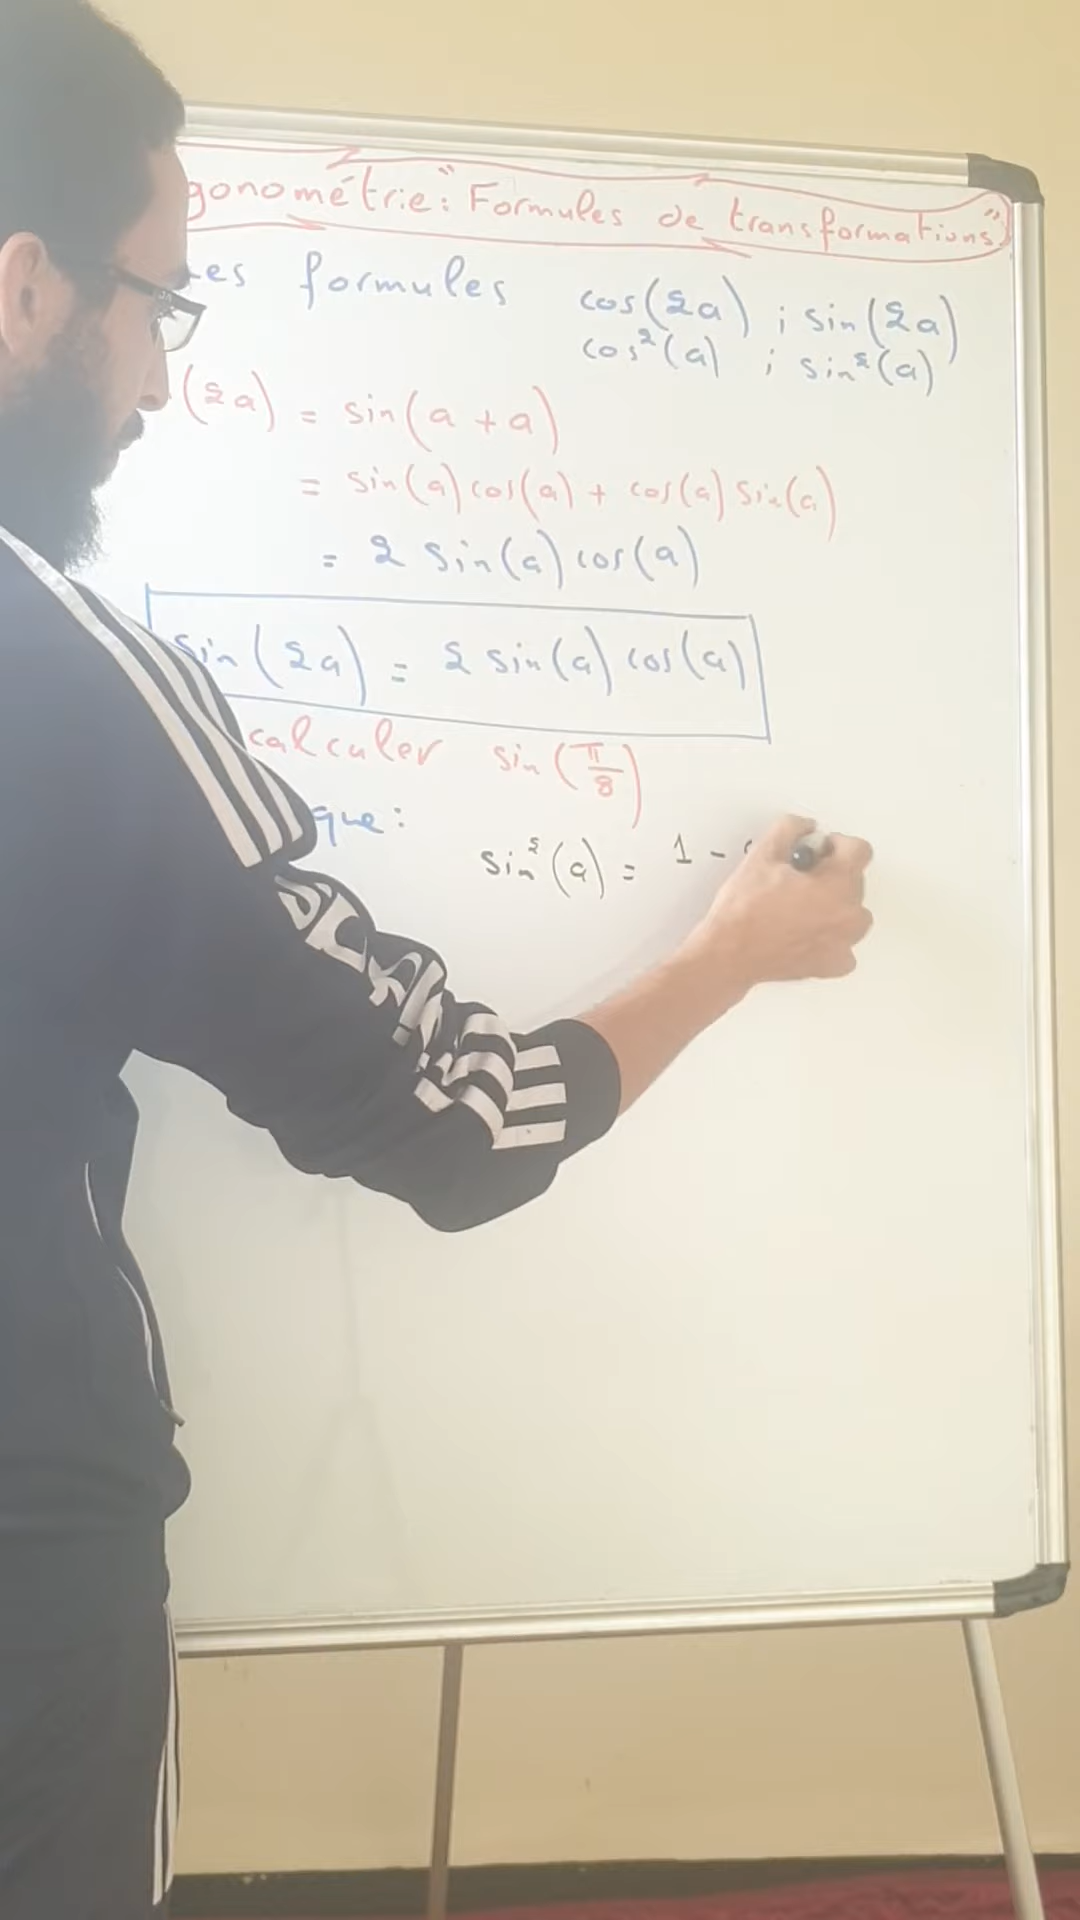 gonométrie: "Formules de transformations"
formules cos(2a) ; sin(2a)
cos²(a) ; sin²(a)
(2a) = sin(a + a)
= sin(a) cos(a) + cos(a) sin(a)
= 2 sin(a) cos(a)
sin(2a) = 2 sin(a) cos(a)
calculer sin(π/8)
que:
sin²(a) = 1 -